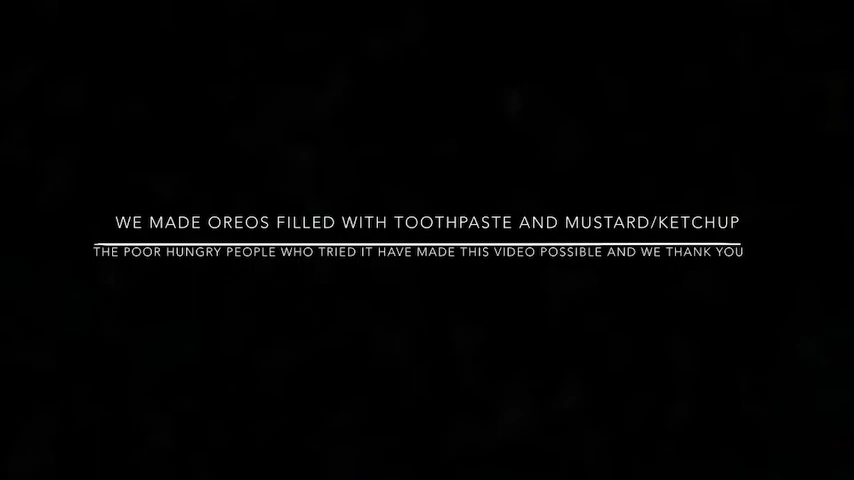 WE MADE OREOS FILLED WITH TOOTHPASTE AND MUSTARD/KETCHUP
THE POOR HUNGRY PEOPLE WHO TRIED IT HAVE MADE THIS VIDEO POSSIBLE AND WE THANK YOU